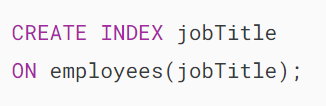 CREATE INDEX jobTitle
ON employees(jobTitle);